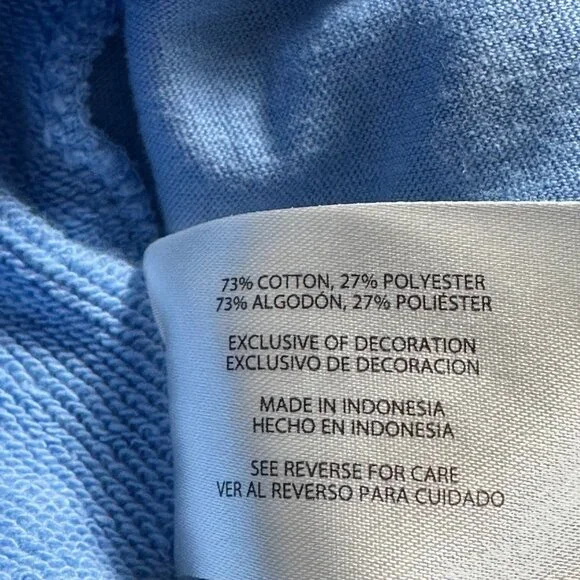 73% COTTON, 27% POLYESTER
73% ALGODÓN, 27% POLIÉSTER
EXCLUSIVE OF DECORATION
EXCLUSIVO DE DECORACIÓN
MADE IN INDONESIA
HECHO EN INDONESIA
SEE REVERSE FOR CARE
VER AL REVERSO PARA CUIDADO